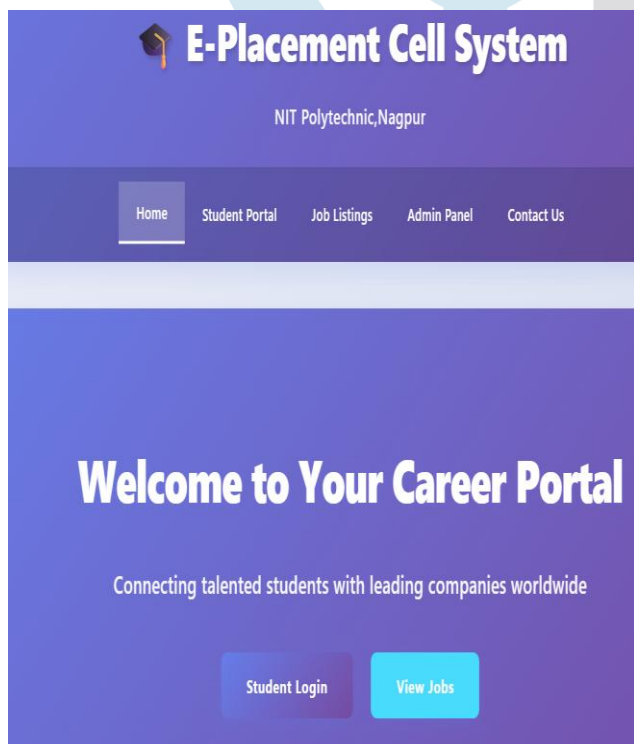 E-Placement Cell System
NIT Polytechnic,Nagpur
Home Student Portal Job Listings Admin Panel Contact Us
Welcome to Your Career Portal
Connecting talented students with leading companies worldwide
Student Login View Jobs